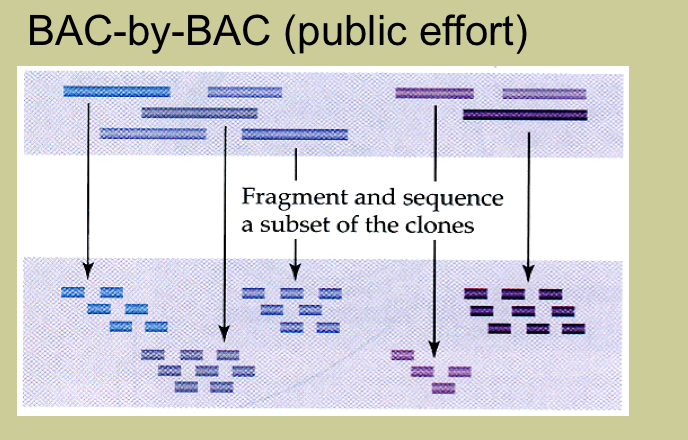 BAC-by-BAC (public effort)
Fragment and sequence
a subset of the clones